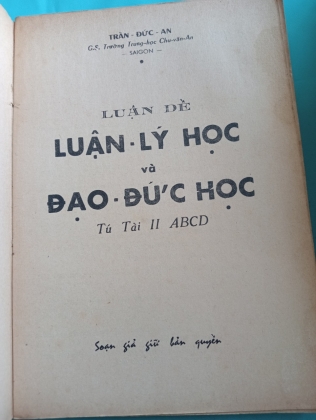 TRẦN - ĐỨC - AN
G.S. Trường Trung-học Chu-văn-An
- SAIGON -
LUẬN ĐỀ
LUẬN - LÝ HỌC
và
ĐẠO - ĐỨC HỌC
Tú Tài II ABCD
Soạn giả giữ bản quyền